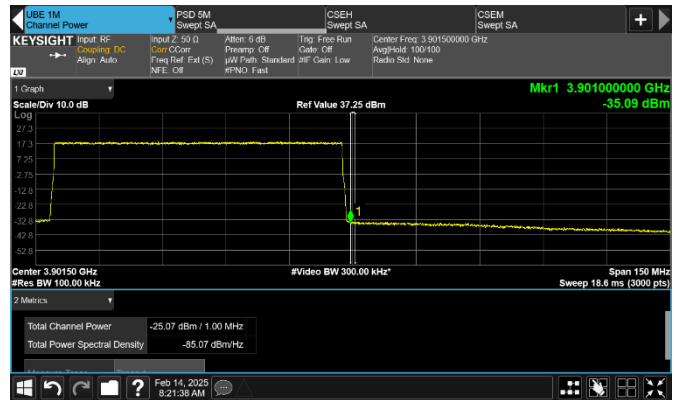 UBE 1M
Channel Power
PSD 5M
Swept SA
CSEH
Swept SA
CSEM
Swept SA
KEYSIGHT
Input: RF
Coupling: DC
Align: Auto
Input Z: 50 Ω
Corr CCorr
Freq Ref: Ext (S)
NFE: Off
Atten: 6 dB
Preamp: Off
µW Path: Standard
#PNO: Fast
Trig: Free Run
Gate: Off
#IF Gain: Low
Center Freq: 3.901500000 GHz
Avg|Hold: 100/100
Radio Std: None
LXI
1 Graph
Mkr1 3.901000000 GHz
Scale/Div 10.0 dB
Ref Value 37.25 dBm
-35.09 dBm
Log
27.3
17.3
7.25
-2.75
-12.8
-22.8
-32.8
-42.8
-52.8
1
Center 3.90150 GHz
#Video BW 300.00 kHz*
Span 150 MHz
#Res BW 100.00 kHz
Sweep 18.6 ms (3000 pts)
2 Metrics
Total Channel Power -25.07 dBm / 1.00 MHz
Total Power Spectral Density -85.07 dBm/Hz
?
Feb 14, 2025
8:21:38 AM